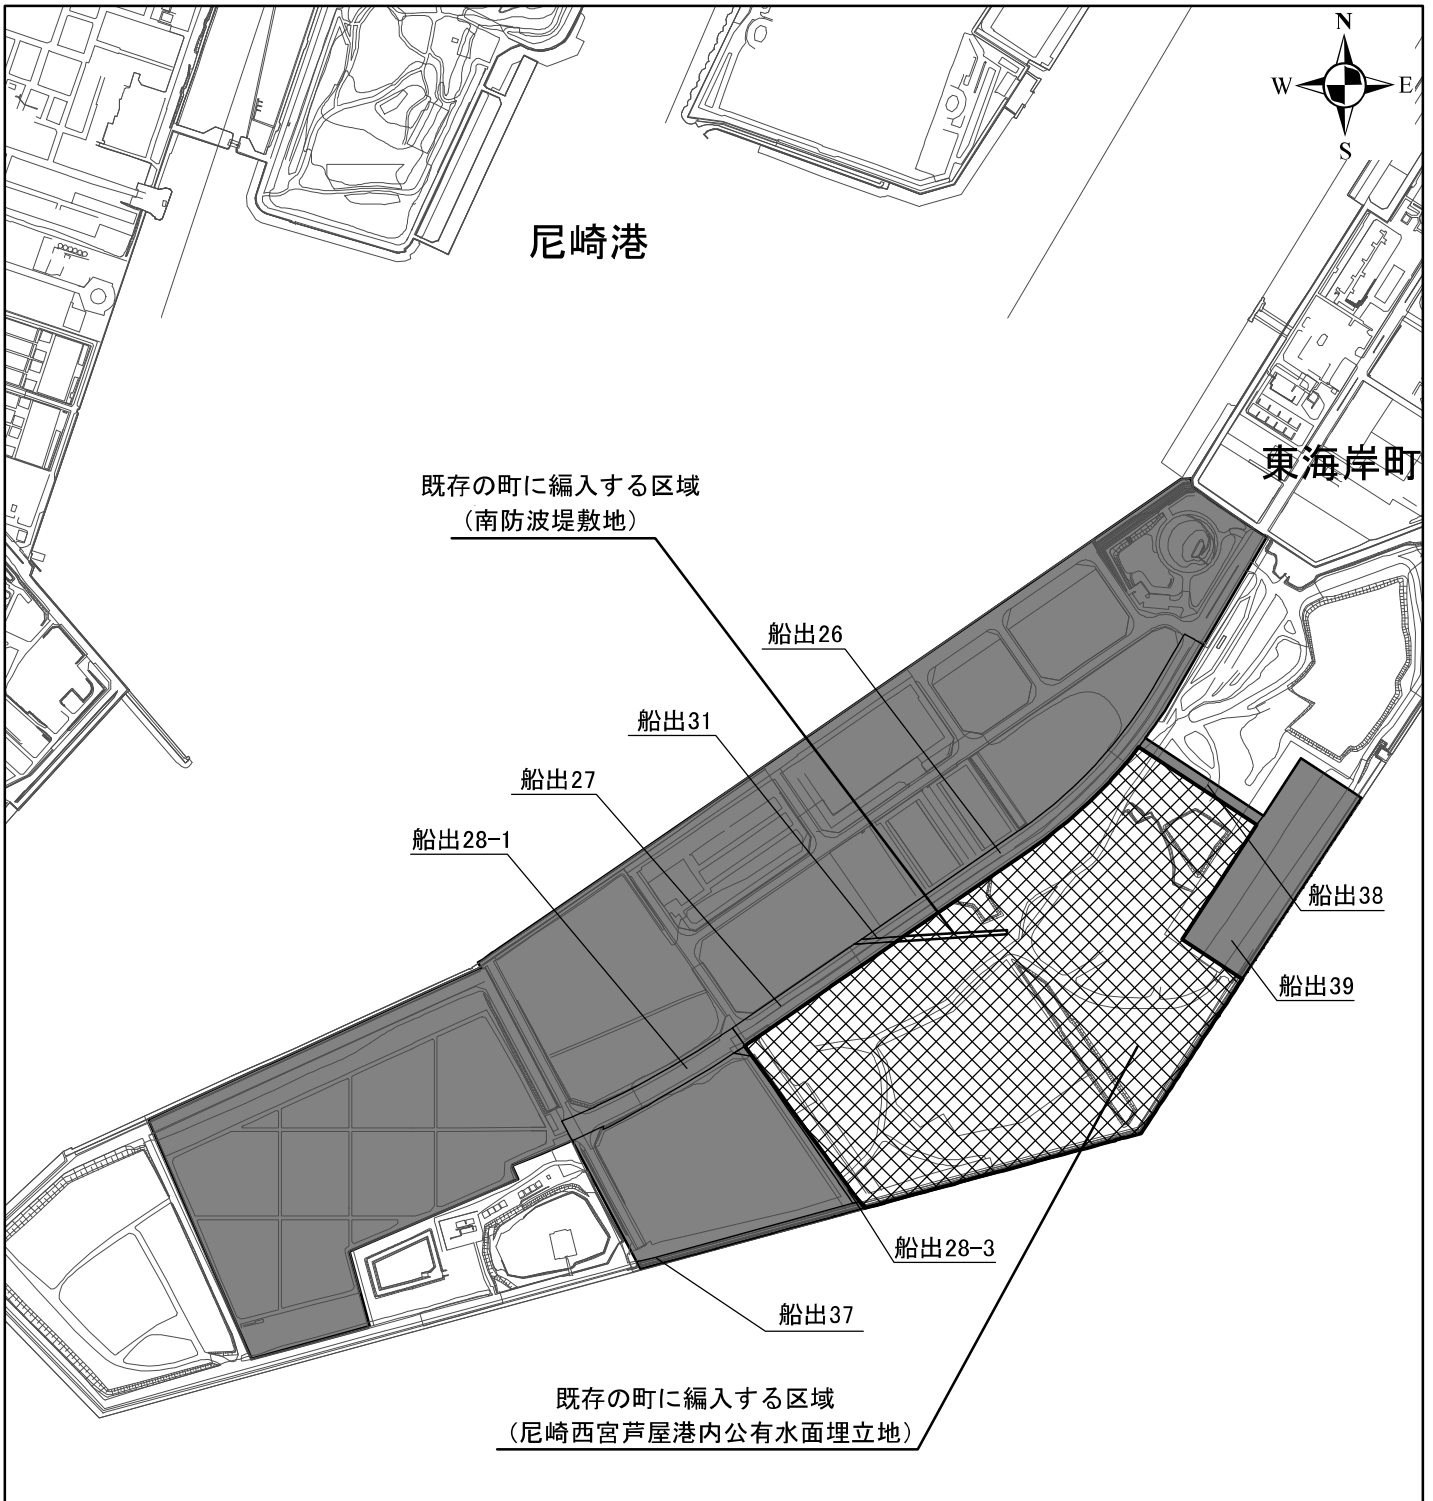 N
W
E
S
尼崎港
東海岸町
既存の町に編入する区域
（南防波堤敷地）
船出26
船出31
船出27
船出28-1
船出38
船出39
船出28-3
船出37
既存の町に編入する区域
（尼崎西宮芦屋港内公有水面埋立地）